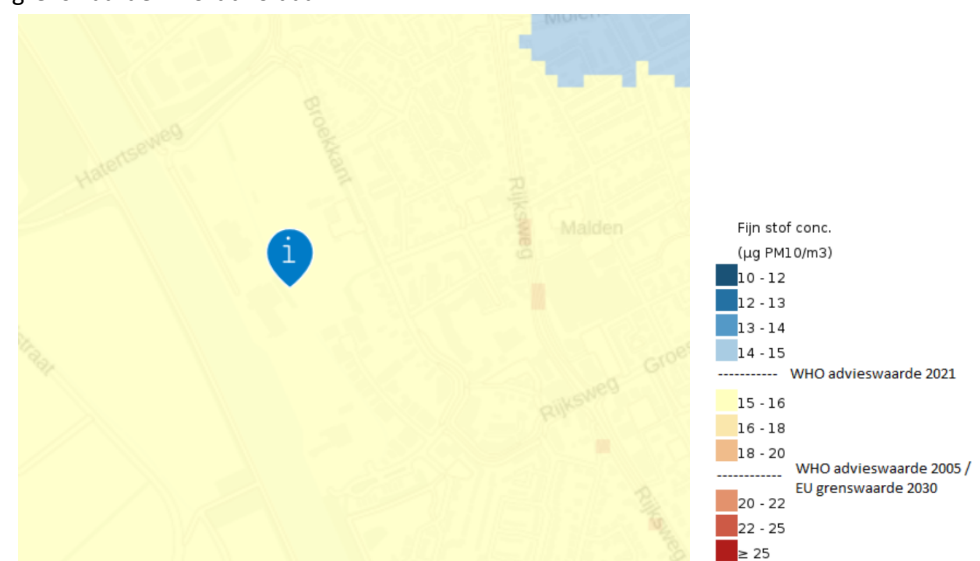 Molen
Hatertseweg
Broekkant
Rijksweg
Malden
straat
Groes
Rijksweg
Rijksweg
i
Fijn stof conc.
(µg PM10/m3)
10 - 12
12 - 13
13 - 14
14 - 15
----------- WHO advieswaarde 2021
15 - 16
16 - 18
18 - 20
------------ WHO advieswaarde 2005 /
EU grenswaarde 2030
20 - 22
22 - 25
≥ 25